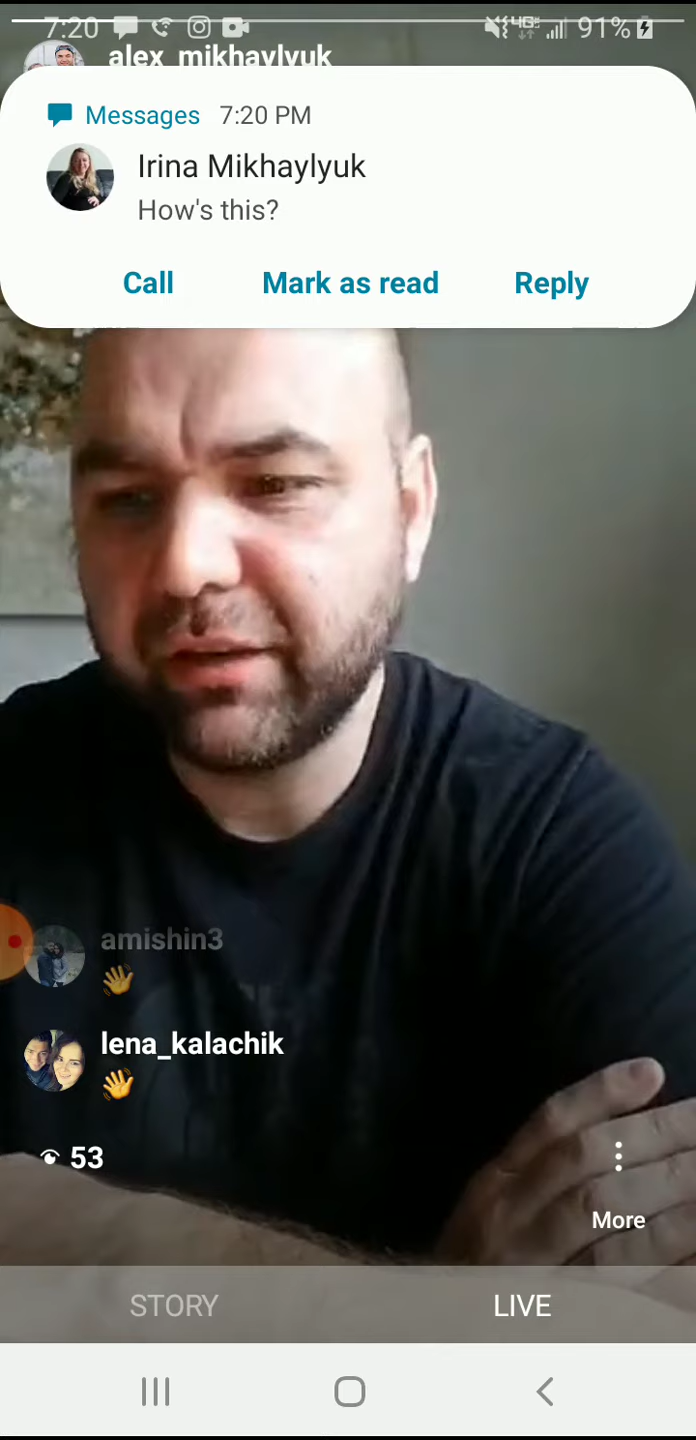 7:20
4G
91%
alex_mikhaylyuk
Messages 7:20 PM
Irina Mikhaylyuk
How's this?
Call Mark as read Reply
amishin3
👋
lena_kalachik
👋
53
More
STORY LIVE